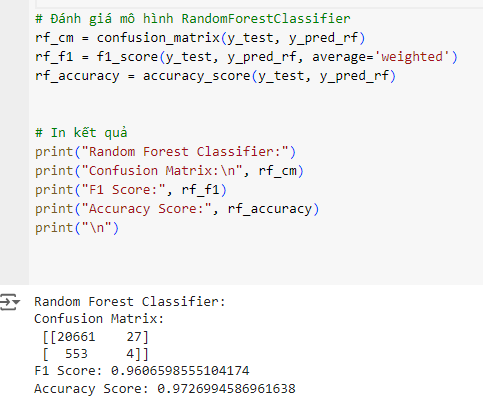 # Đánh giá mô hình RandomForestClassifier
rf_cm = confusion_matrix(y_test, y_pred_rf)
rf_f1 = f1_score(y_test, y_pred_rf, average='weighted')
rf_accuracy = accuracy_score(y_test, y_pred_rf)
# In kết quả
print("Random Forest Classifier:")
print("Confusion Matrix:\n", rf_cm)
print("F1 Score:", rf_f1)
print("Accuracy Score:", rf_accuracy)
print("\n")
Random Forest Classifier:
Confusion Matrix:
[[20661    27]
[  553     4]]
F1 Score: 0.9606598555104174
Accuracy Score: 0.9726994586961638